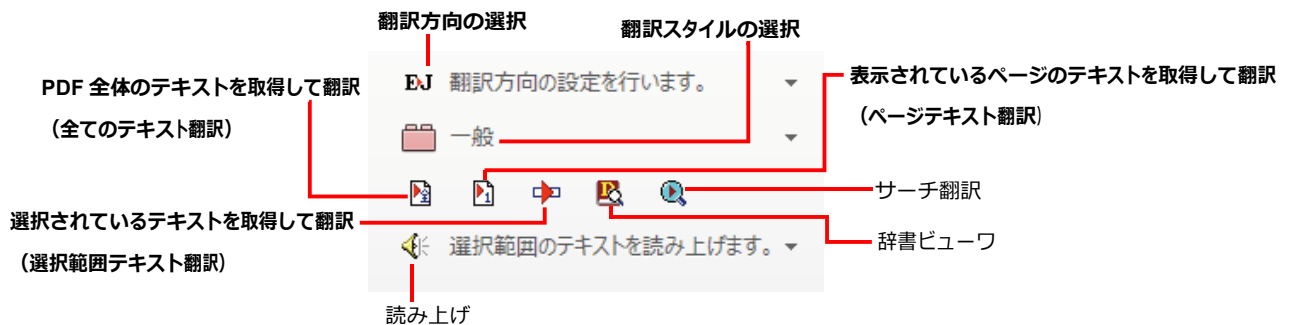 翻訳方向の選択
翻訳スタイルの選択
PDF 全体のテキストを取得して翻訳
（全てのテキスト翻訳）
EJ 翻訳方向の設定を行います。
表示されているページのテキストを取得して翻訳
（ページテキスト翻訳）
一般
全
1
サーチ翻訳
選択されているテキストを取得して翻訳
（選択範囲テキスト翻訳）
選択範囲のテキストを読み上げます。
辞書ビューワ
読み上げ